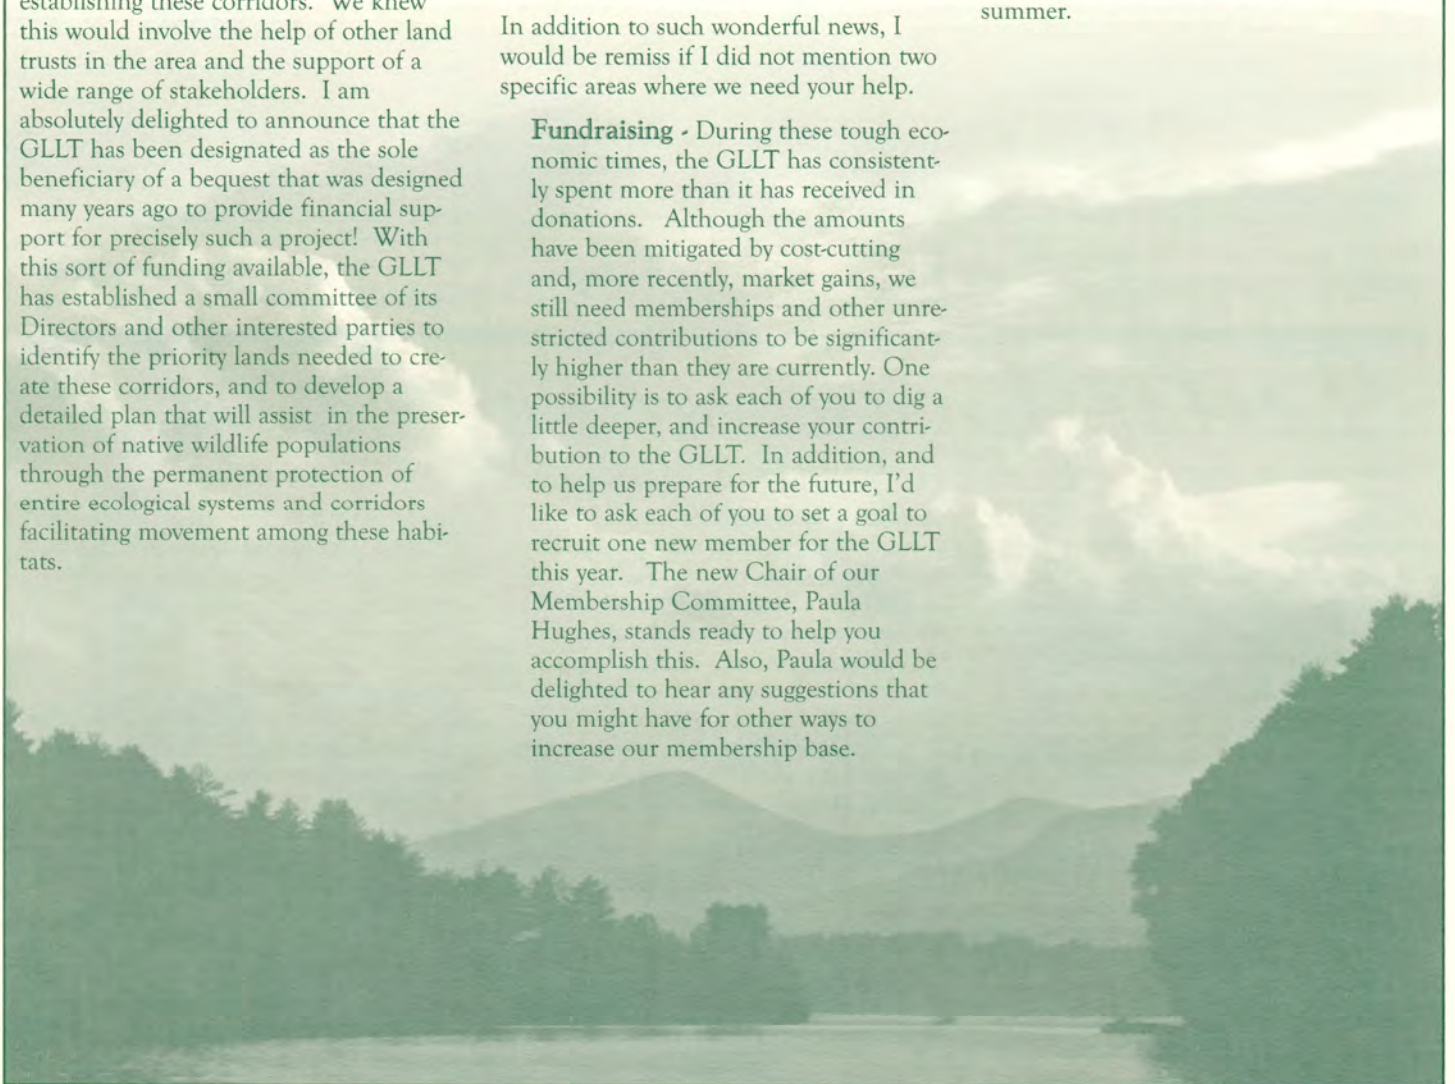 establishing these corridors. We knew
this would involve the help of other land
trusts in the area and the support of a
wide range of stakeholders. I am
absolutely delighted to announce that the
GLLT has been designated as the sole
beneficiary of a bequest that was designed
many years ago to provide financial sup-
port for precisely such a project! With
this sort of funding available, the GLLT
has established a small committee of its
Directors and other interested parties to
identify the priority lands needed to cre-
ate these corridors, and to develop a
detailed plan that will assist in the preser-
vation of native wildlife populations
through the permanent protection of
entire ecological systems and corridors
facilitating movement among these habi-
tats.
In addition to such wonderful news, I
would be remiss if I did not mention two
specific areas where we need your help.
Fundraising - During these tough eco-
nomic times, the GLLT has consistent-
ly spent more than it has received in
donations. Although the amounts
have been mitigated by cost-cutting
and, more recently, market gains, we
still need memberships and other unre-
stricted contributions to be significant-
ly higher than they are currently. One
possibility is to ask each of you to dig a
little deeper, and increase your contri-
bution to the GLLT. In addition, and
to help us prepare for the future, I'd
like to ask each of you to set a goal to
recruit one new member for the GLLT
this year. The new Chair of our
Membership Committee, Paula
Hughes, stands ready to help you
accomplish this. Also, Paula would be
delighted to hear any suggestions that
you might have for other ways to
increase our membership base.
summer.